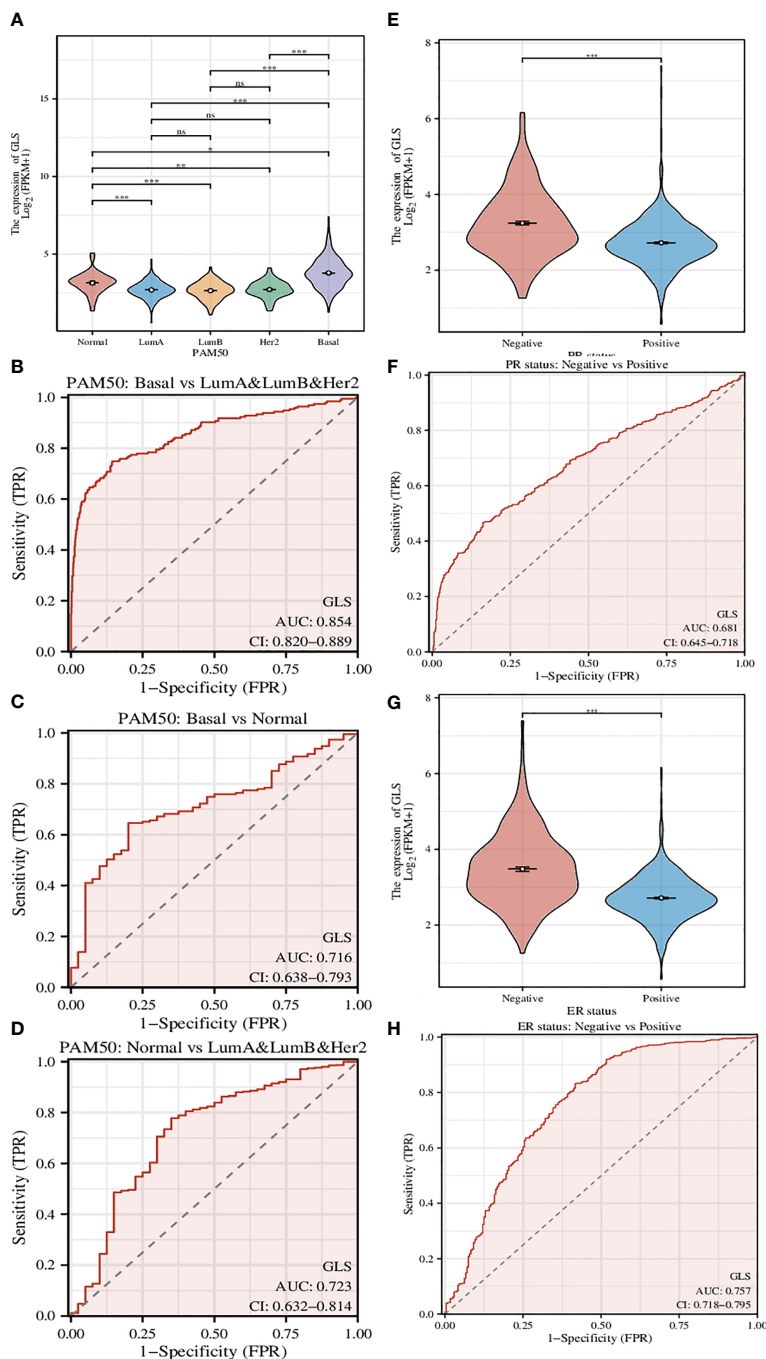 A
The expression of GLS
Log2 (FPKM+1)
15
10
5
***
***
ns
***
ns
ns
*
**
***
***
Normal LumA LumB Her2 Basal
PAM50
B
PAM50: Basal vs LumA&LumB&Her2
Sensitivity (TPR)
1.0
0.8
0.6
0.4
0.2
0.0
GLS
AUC: 0.854
CI: 0.820–0.889
0.00 0.25 0.50 0.75 1.00
1−Specificity (FPR)
C
PAM50: Basal vs Normal
Sensitivity (TPR)
1.0
0.8
0.6
0.4
0.2
0.0
GLS
AUC: 0.716
CI: 0.638–0.793
0.00 0.25 0.50 0.75 1.00
1−Specificity (FPR)
D
PAM50: Normal vs LumA&LumB&Her2
Sensitivity (TPR)
1.0
0.8
0.6
0.4
0.2
0.0
GLS
AUC: 0.723
CI: 0.632–0.814
0.00 0.25 0.50 0.75 1.00
1−Specificity (FPR)
E
The expression of GLS
Log2 (FPKM+1)
8
6
4
2
***
Negative Positive
PR status
F
PR status: Negative vs Positive
Sensitivity (TPR)
1.0
0.8
0.6
0.4
0.2
0.0
GLS
AUC: 0.681
CI: 0.645–0.718
0.00 0.25 0.50 0.75 1.00
1−Specificity (FPR)
G
The expression of GLS
Log2 (FPKM+1)
8
6
4
2
***
Negative Positive
ER status
H
ER status: Negative vs Positive
Sensitivity (TPR)
1.0
0.8
0.6
0.4
0.2
0.0
GLS
AUC: 0.757
CI: 0.718–0.795
0.00 0.25 0.50 0.75 1.00
1−Specificity (FPR)